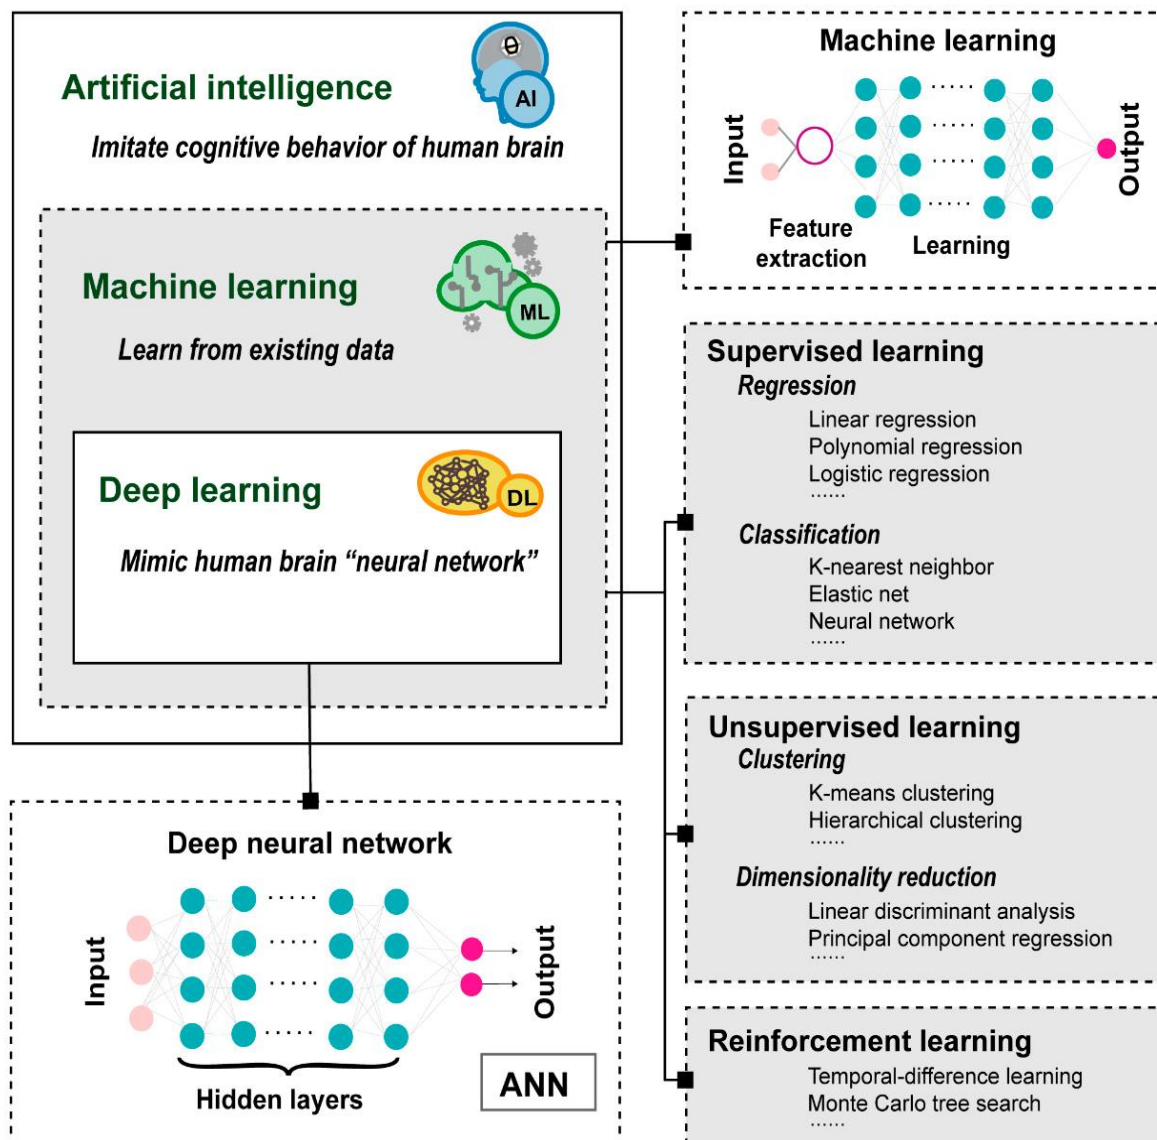 Artificial intelligence
AI
Imitate cognitive behavior of human brain
Machine learning
ML
Learn from existing data
Deep learning
DL
Mimic human brain “neural network”
Deep neural network
.....
.....
.....
.....
Input
Output
Hidden layers
ANN
Machine learning
.....
.....
.....
.....
Input
Output
Feature
extraction
Learning
Supervised learning
Regression
Linear regression
Polynomial regression
Logistic regression
......
Classification
K-nearest neighbor
Elastic net
Neural network
......
Unsupervised learning
Clustering
K-means clustering
Hierarchical clustering
......
Dimensionality reduction
Linear discriminant analysis
Principal component regression
......
Reinforcement learning
Temporal-difference learning
Monte Carlo tree search
......